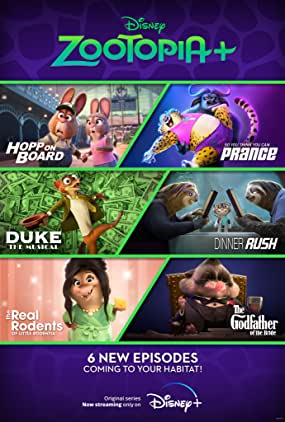 Disney
ZOOTOPIA+
HOPP ON
BOARD
SO YOU THINK YOU CAN
PRANCE
DUKE
THE MUSICAL
DINNER RUSH
the Real
Rodents
OF LITTLE RODENTIA
The
Godfather
of the Bride
6 NEW EPISODES
COMING TO YOUR HABITAT!
Original series
Now streaming only on
Disney+